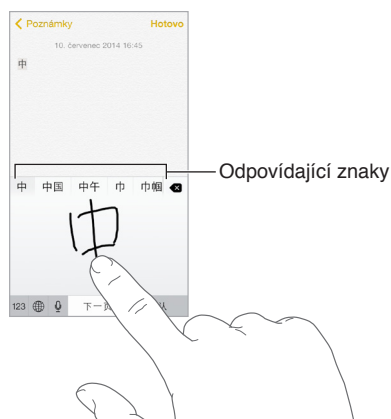 Poznámky Hotovo
10. červenec 2014 16:45
中
中 中国 中午 巾 巾帼
Odpovídající znaky
中
123 下一